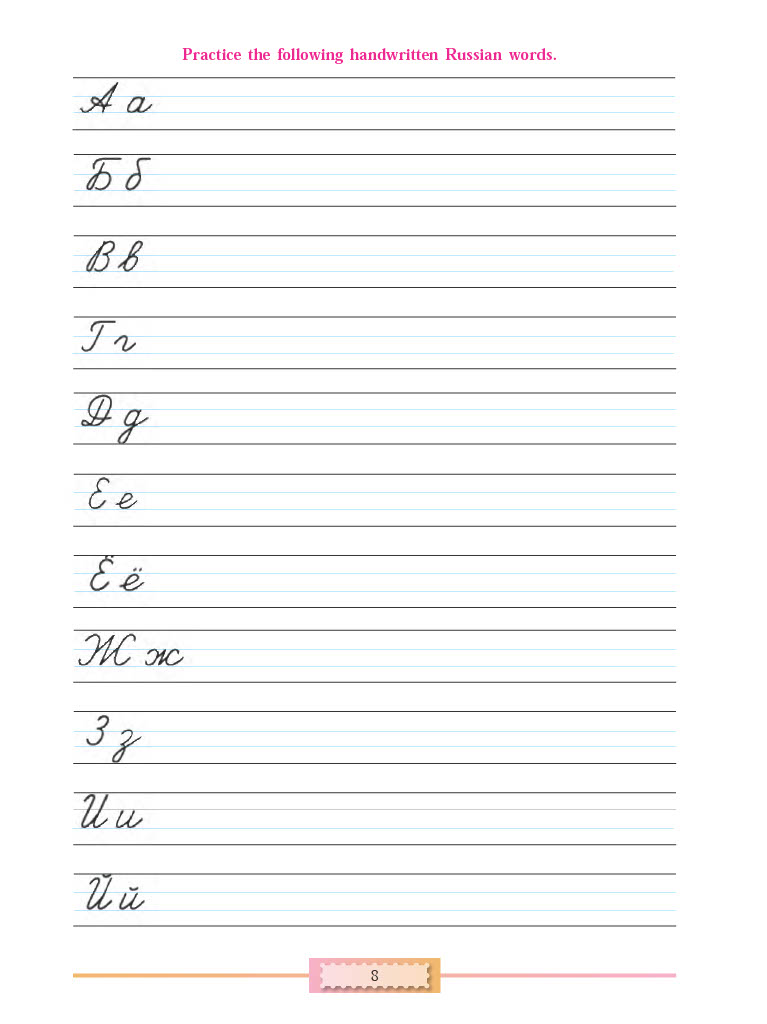 Practice the following handwritten Russian words.
А а
Б б
В в
Г г
Д д
Е е
Ё ё
Ж ж
З з
И и
Й й
8